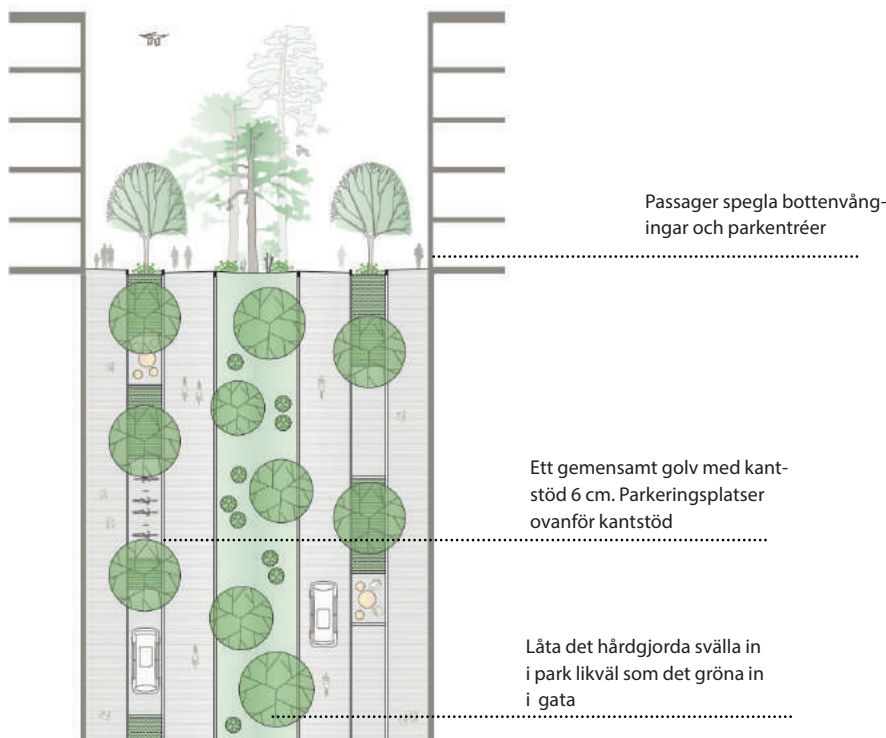 Passager spegla bottenvång-
ingar och parkentréer
Ett gemensamt golv med kant-
stöd 6 cm. Parkeringsplatser
ovanför kantstöd
Låta det hårdgjorda svälla in
i park likväl som det gröna in
i gata